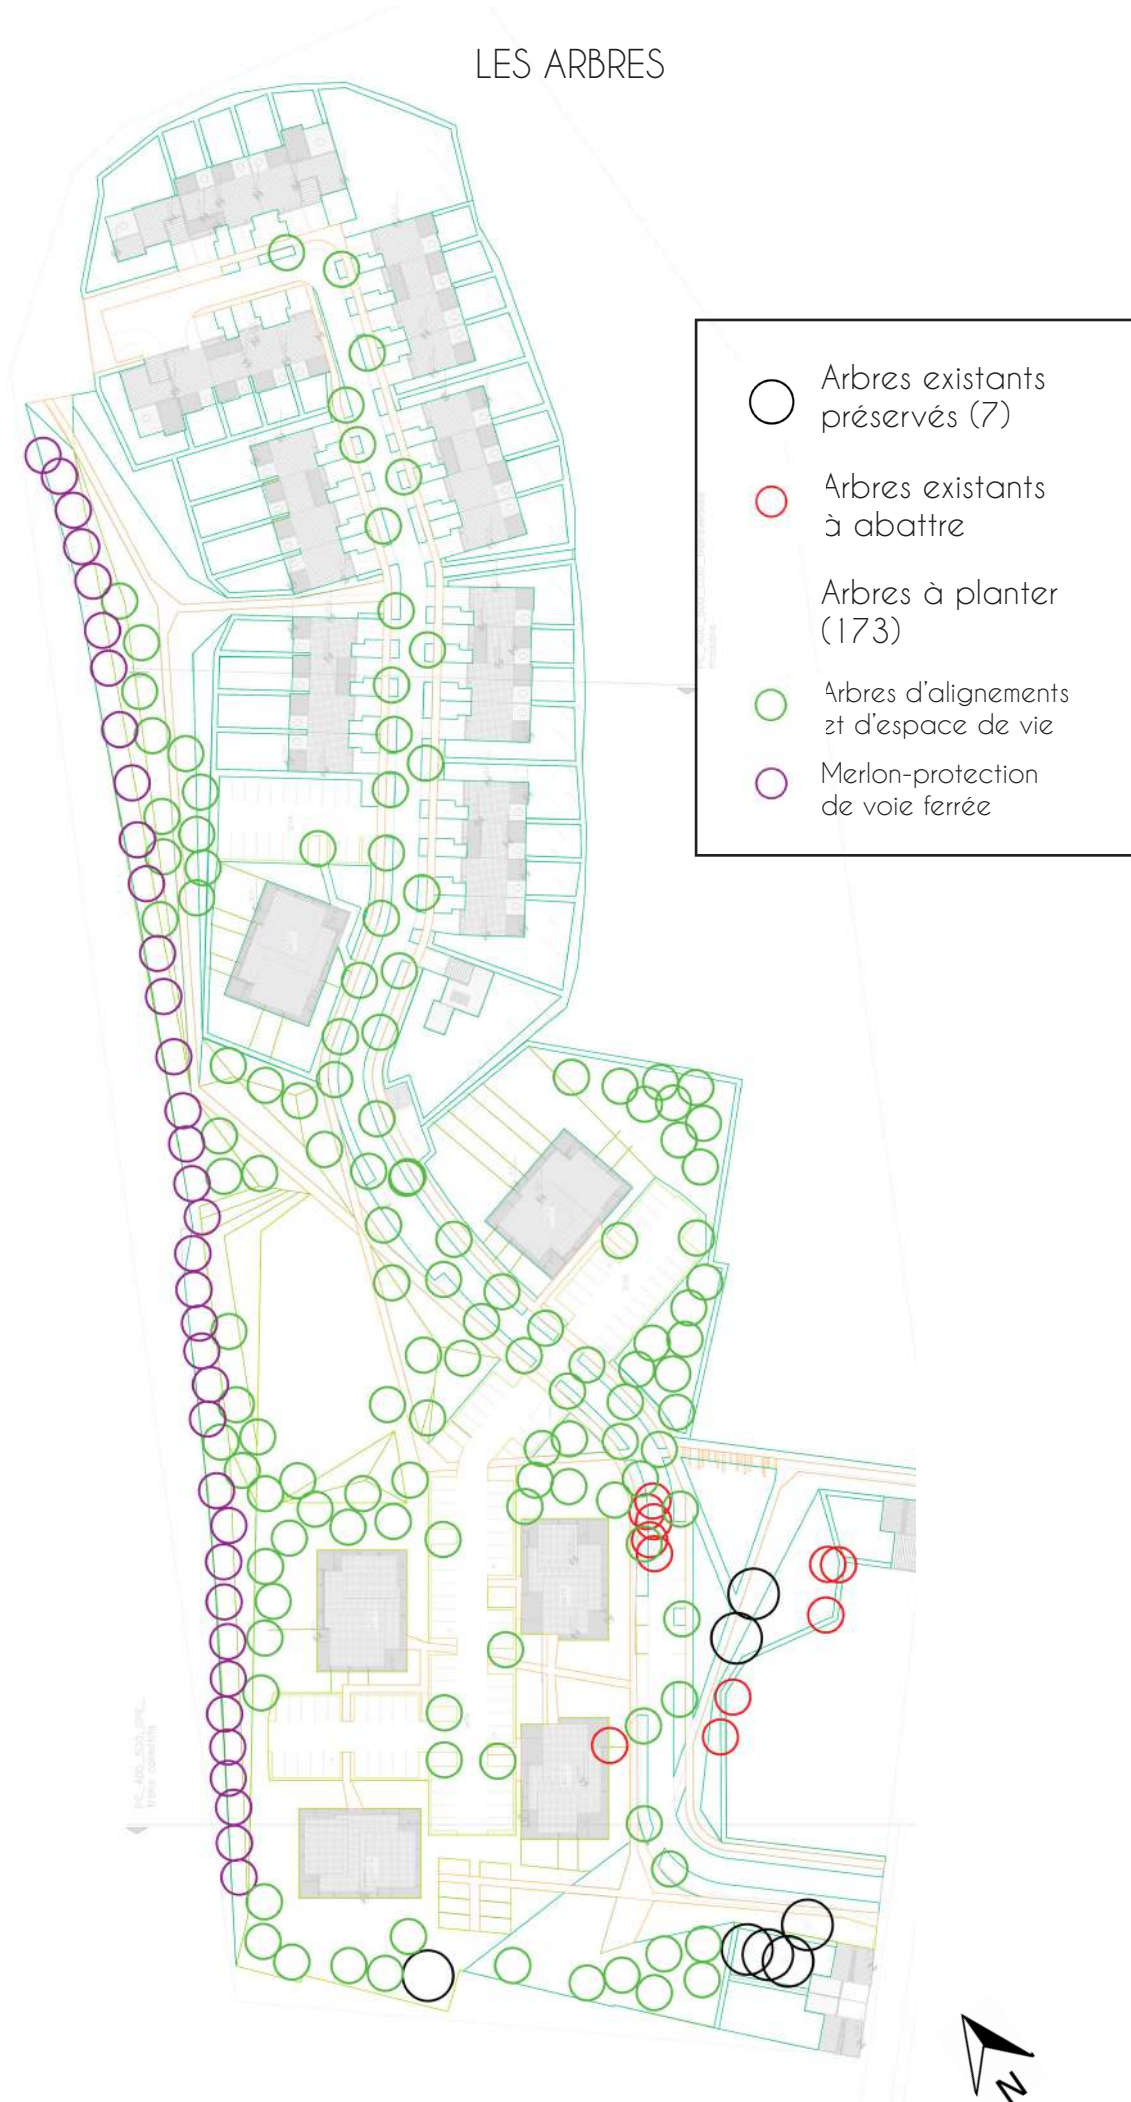 LES ARBRES
Arbres existants
préservés (7)
Arbres existants
à abattre
Arbres à planter
(173)
Arbres d'alignements
et d'espace de vie
Merlon-protection
de voie ferrée
N